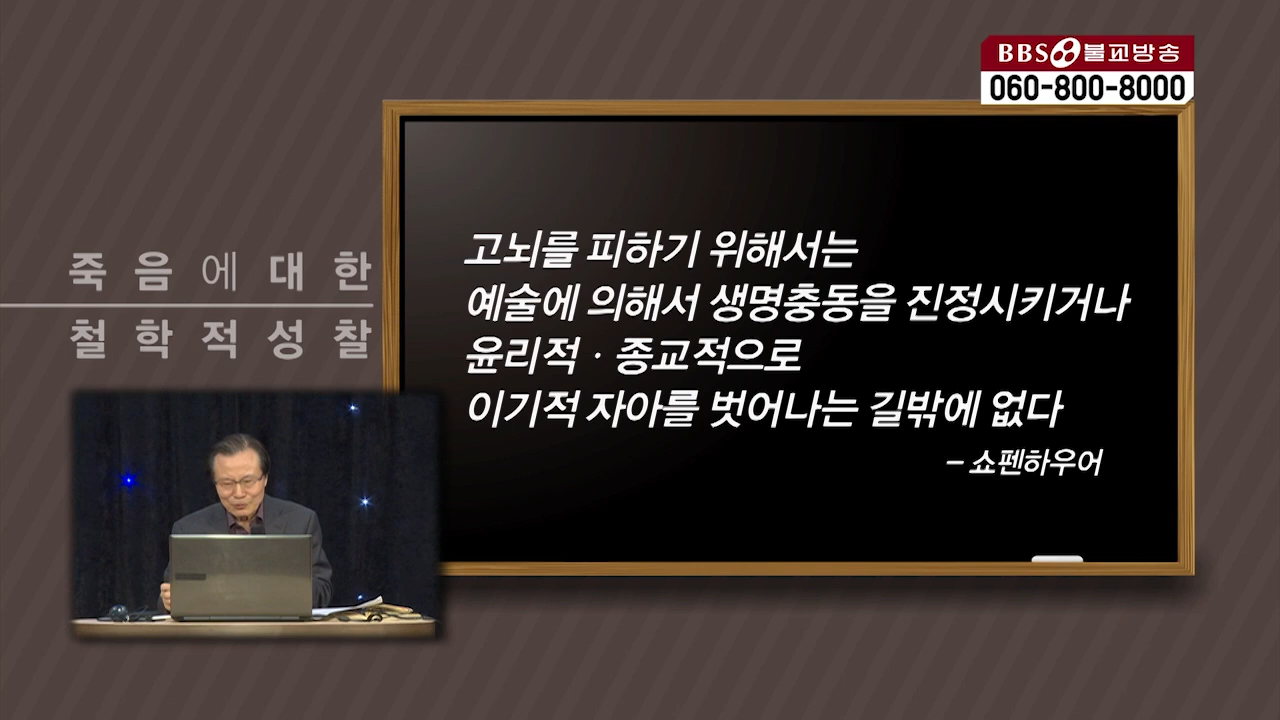 BBS 불교방송
060-800-8000
죽음에대한
철학적성찰
고뇌를 피하기 위해서는
예술에 의해서 생명충동을 진정시키거나
윤리적·종교적으로
이기적 자아를 벗어나는 길밖에 없다
– 쇼펜하우어